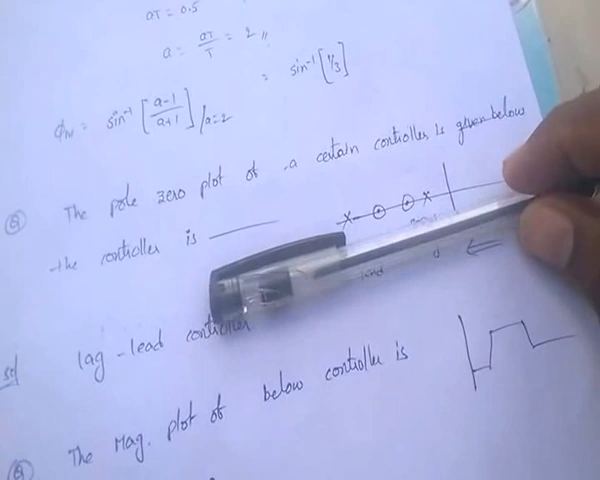 aT = 0.5
a = aT/T = 2 //
Φm = sin⁻¹ [a-1/a+1] / a=2 = sin⁻¹ [1/3]
Q The pole zero plot of a certain controller is given below
the controller is ———
sol lag - lead controller
Q The Mag. plot of below controller is